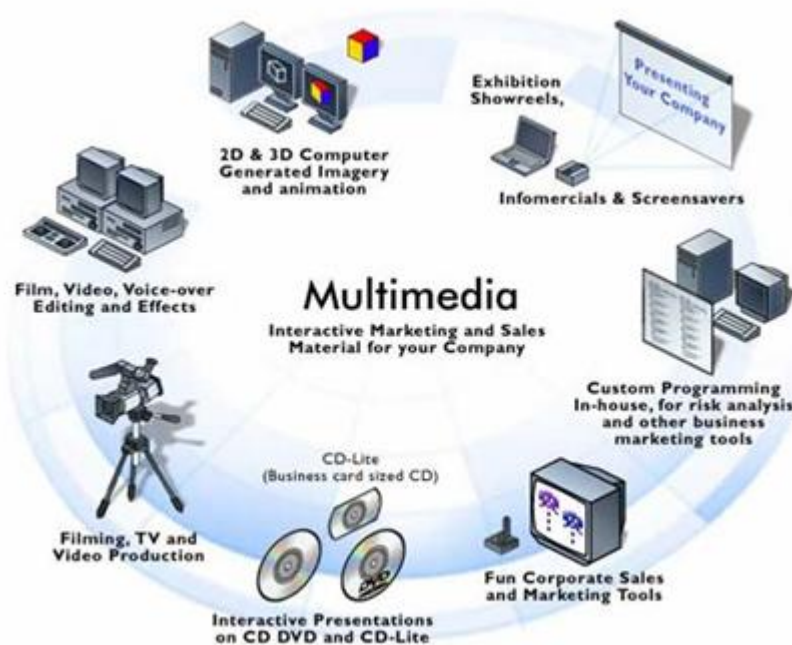 Exhibition
Showreels,
Presenting
Your Company
2D & 3D Computer
Generated Imagery
and animation
Infomercials & Screensavers
Film, Video, Voice-over
Editing and Effects
Multimedia
Interactive Marketing and Sales
Material for your Company
Custom Programming
In-house, for risk analysis
and other business
marketing tools
CD-Lite
(Business card sized CD)
Filming, TV and
Video Production
DVD
Interactive Presentations
on CD DVD and CD-Lite
Fun Corporate Sales
and Marketing Tools